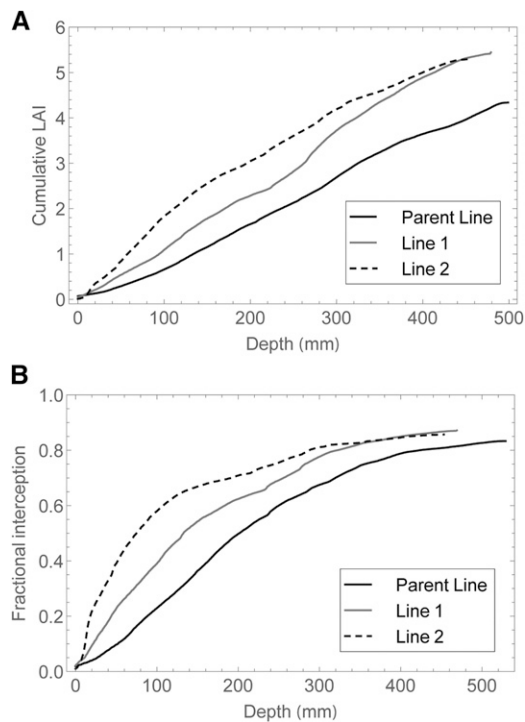 A
6
5
4
3
2
1
0
Cumulative LAI
Parent Line
Line 1
Line 2
0 100 200 300 400 500
Depth (mm)
B
1.0
0.8
0.6
0.4
0.2
0.0
Fractional interception
Parent Line
Line 1
Line 2
0 100 200 300 400 500
Depth (mm)